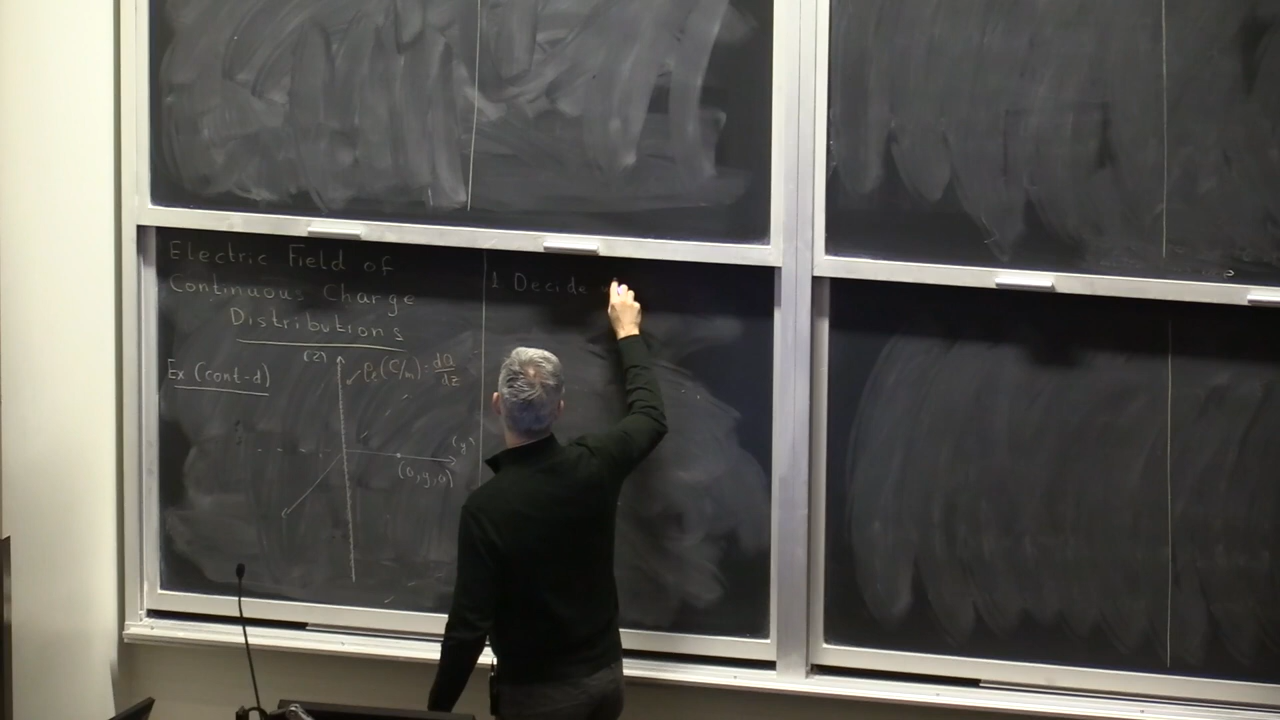 Electric Field of
Continuous Charge
Distributions
Ex (cont-d)
(z)
ρℓ (C/m) = dQ/dz
(y)
(0, y, 0)
1 Decide